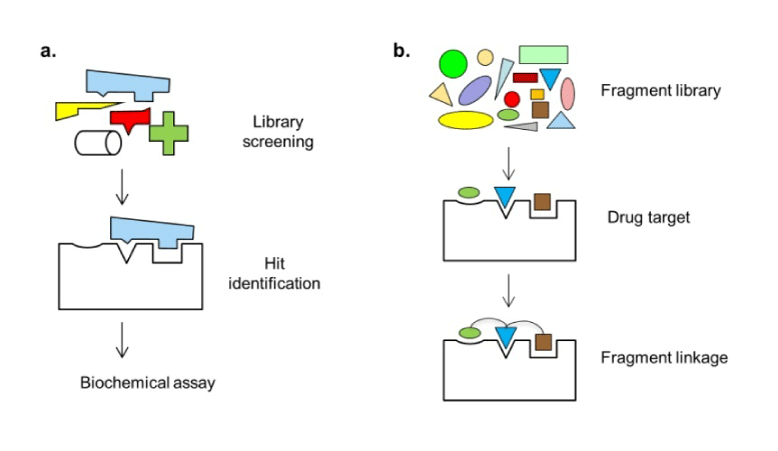 a.
Library
screening
Hit
identification
Biochemical assay
b.
Fragment library
Drug target
Fragment linkage